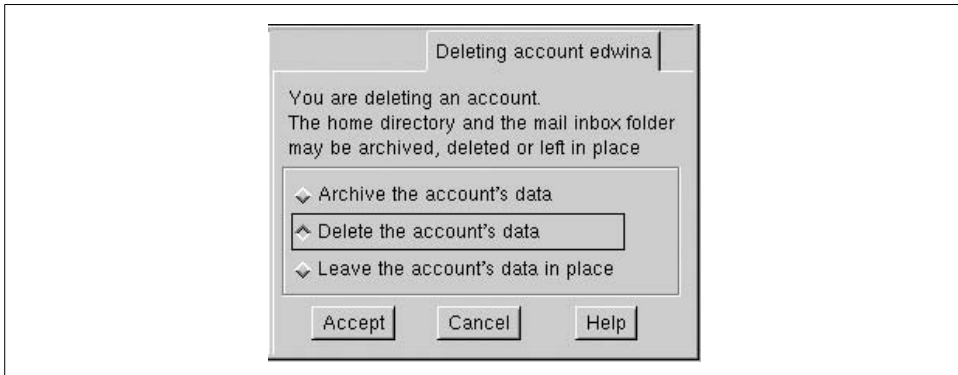 Deleting account edwina
You are deleting an account.
The home directory and the mail inbox folder
may be archived, deleted or left in place
Archive the account's data
Delete the account's data
Leave the account's data in place
Accept Cancel Help